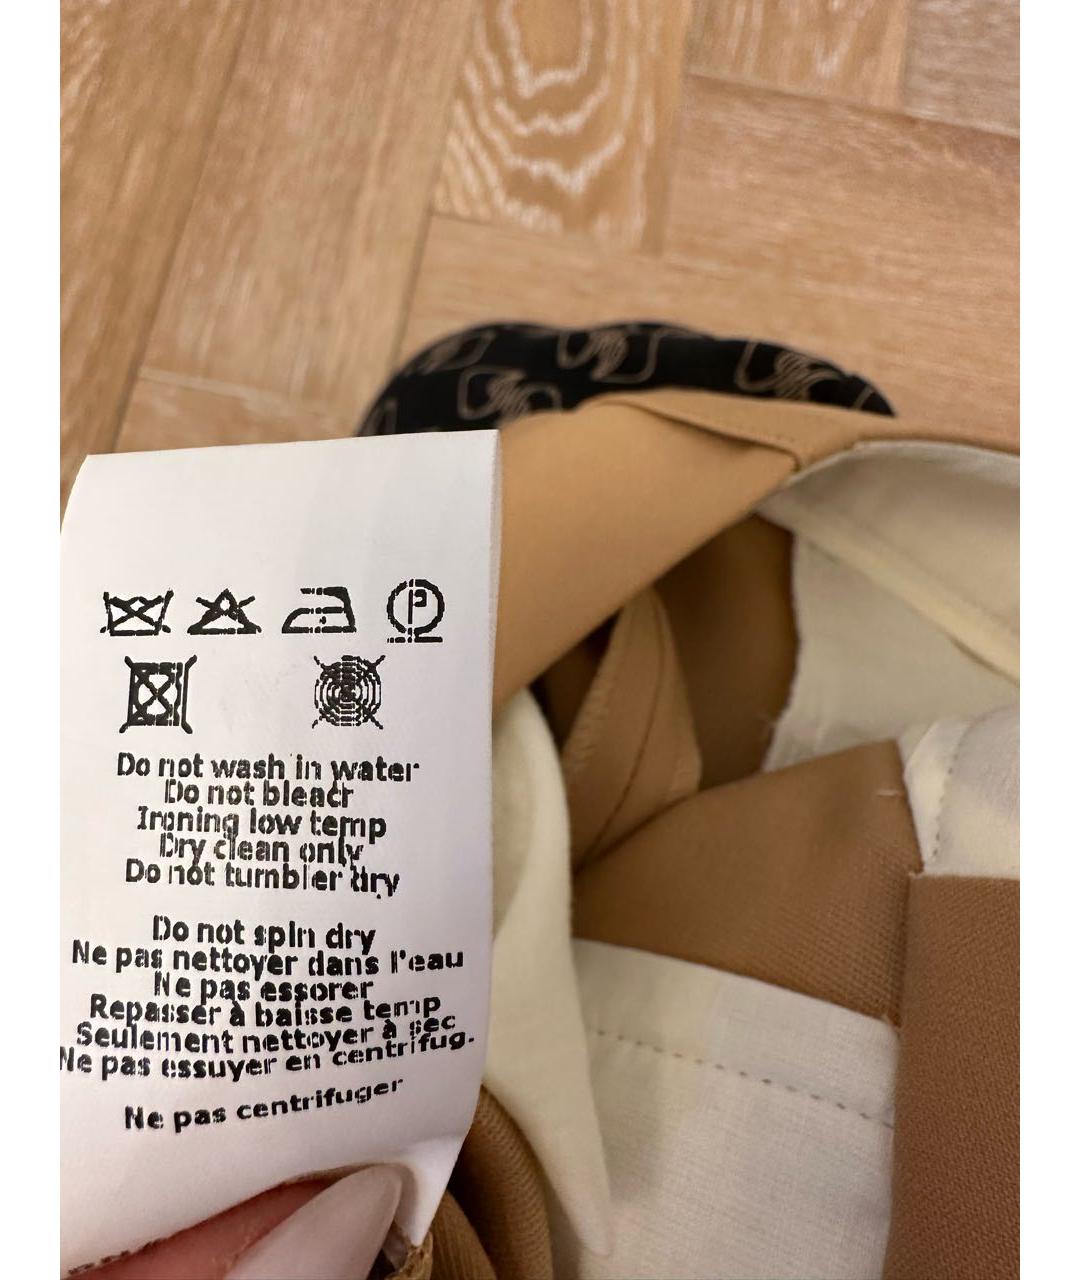 P
Do not wash in water
Do not bleach
Ironing low temp
Dry clean only
Do not tumbler dry
Do not spin dry
Ne pas nettoyer dans l'eau
Ne pas essorer
Repasser à baisse temp
Seulement nettoyer à sec
Ne pas essuyer en centrifug.
Ne pas centrifuger